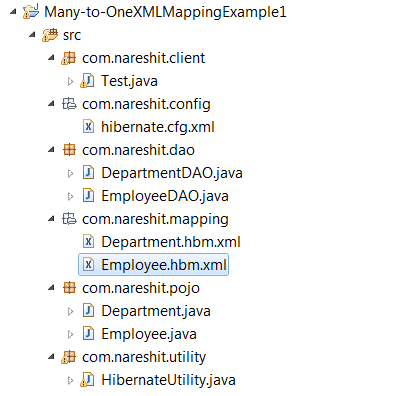 Many-to-OneXMLMappingExample1
src
com.nareshit.client
Test.java
com.nareshit.config
hibernate.cfg.xml
com.nareshit.dao
DepartmentDAO.java
EmployeeDAO.java
com.nareshit.mapping
Department.hbm.xml
Employee.hbm.xml
com.nareshit.pojo
Department.java
Employee.java
com.nareshit.utility
HibernateUtility.java